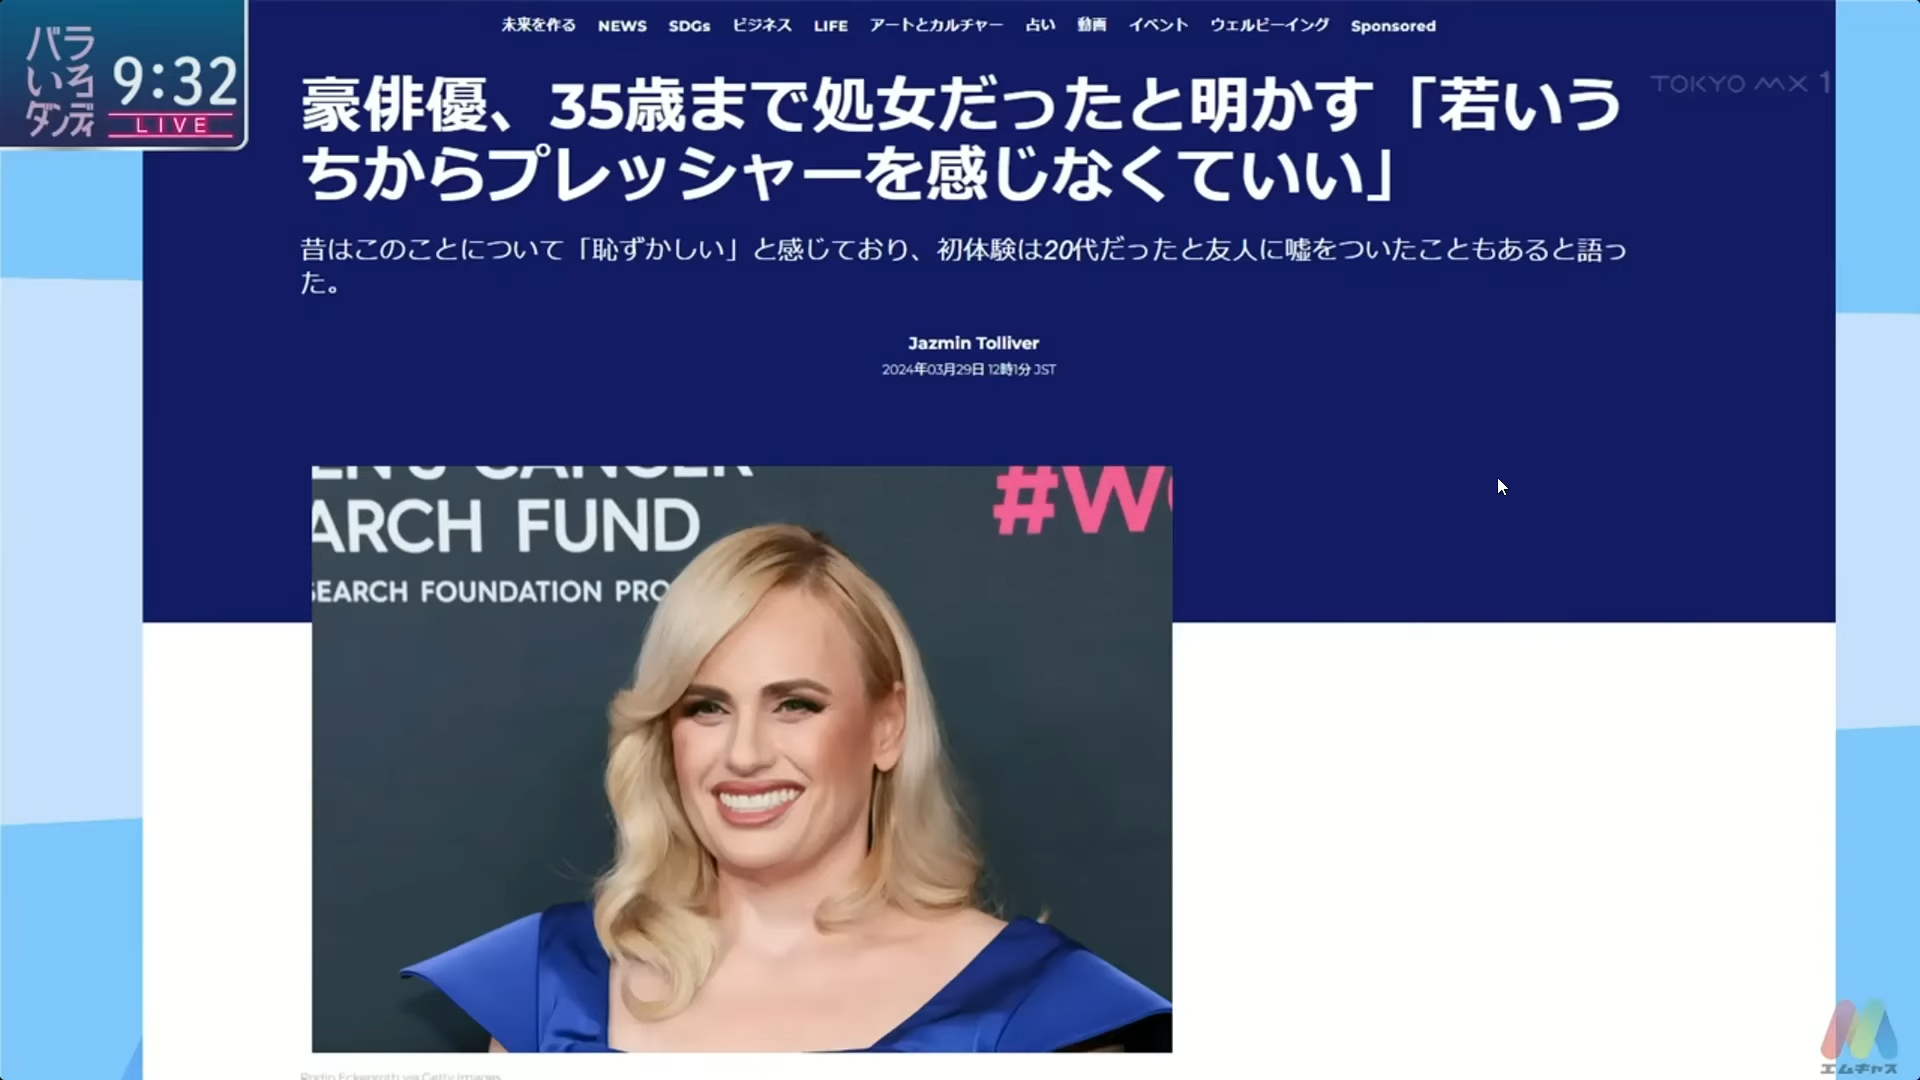 バラ
いろ
ダンディ
9:32
LIVE
未来を作る NEWS SDGs ビジネス LIFE アートとカルチャー 占い 動画 イベント ウェルビーイング Sponsored
TOKYO MX 1
豪俳優、35歳まで処女だったと明かす「若いう
ちからプレッシャーを感じなくていい」
昔はこのことについて「恥ずかしい」と感じており、初体験は20代だったと友人に嘘をついたこともあると語っ
た。
Jazmin Tolliver
2024年03月29日 12時1分 JST
EN'S CANCER
ARCH FUND
SEARCH FOUNDATION PRO
#W
Rodin Eckenroth via Getty Images
エムキャス